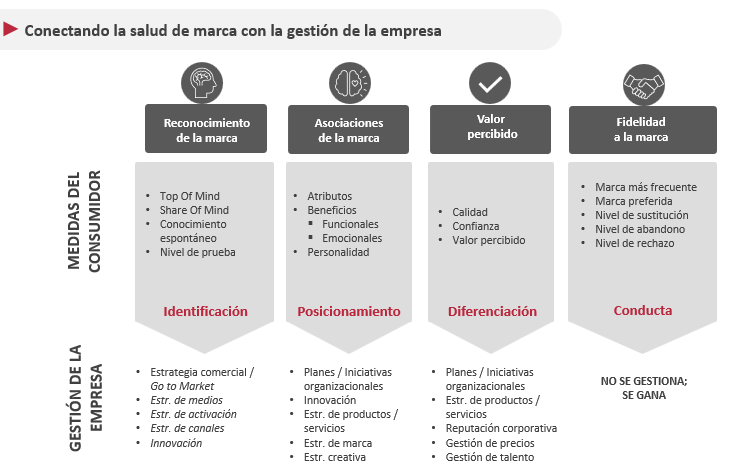 Conectando la salud de marca con la gestión de la empresa
Reconocimiento
de la marca
Asociaciones
de la marca
Valor
percibido
Fidelidad
a la marca
MEDIDAS DEL
CONSUMIDOR
• Top Of Mind
• Share Of Mind
• Conocimiento
espontáneo
• Nivel de prueba
Identificación
• Atributos
• Beneficios
▪ Funcionales
▪ Emocionales
• Personalidad
Posicionamiento
• Calidad
• Confianza
• Valor percibido
Diferenciación
• Marca más frecuente
• Marca preferida
• Nivel de sustitución
• Nivel de abandono
• Nivel de rechazo
Conducta
GESTIÓN DE LA
EMPRESA
• Estrategia comercial /
Go to Market
• Estr. de medios
• Estr. de activación
• Estr. de canales
• Innovación
• Planes / Iniciativas
organizacionales
• Innovación
• Estr. de productos /
servicios
• Estr. de marca
• Estr. creativa
• Planes / Iniciativas
organizacionales
• Estr. de productos /
servicios
• Reputación corporativa
• Gestión de precios
• Gestión de talento
NO SE GESTIONA;
SE GANA